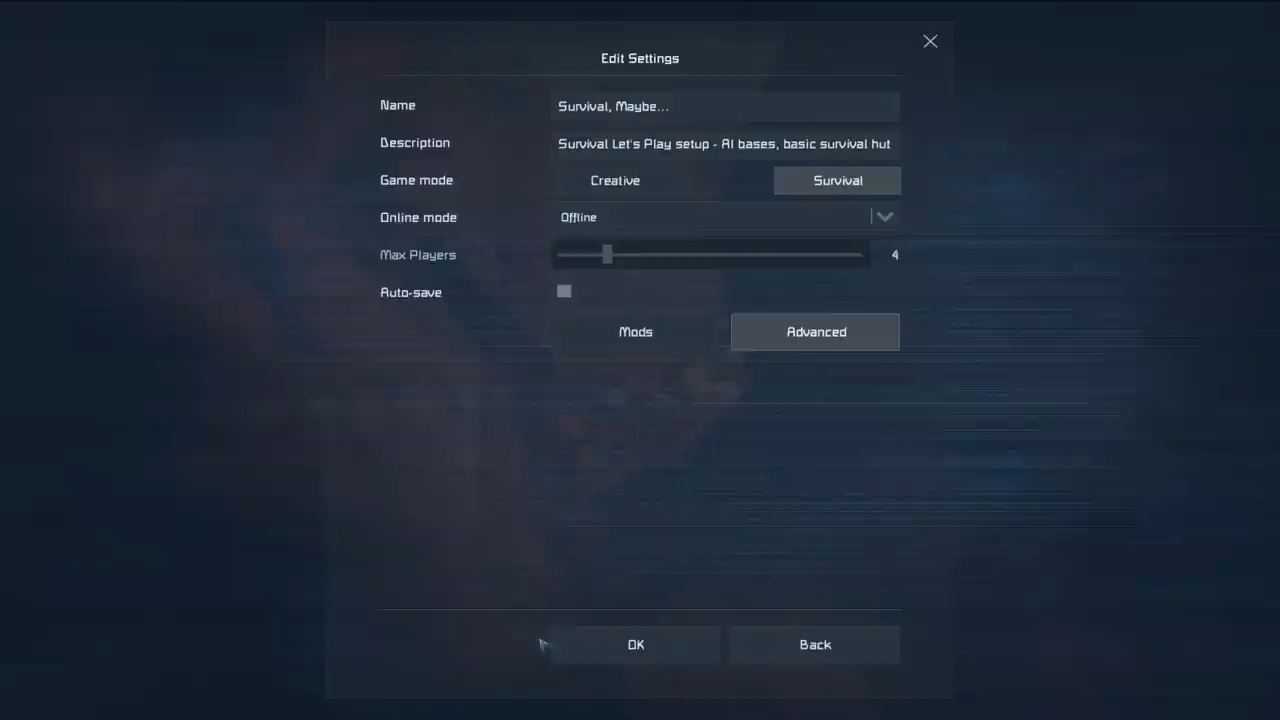 Edit Settings
Name
Survival, Maybe...
Description
Survival Let's Play setup - AI bases, basic survival hut
Game mode
Creative
Survival
Online mode
Offline
Max Players
4
Auto-save
Mods
Advanced
OK
Back